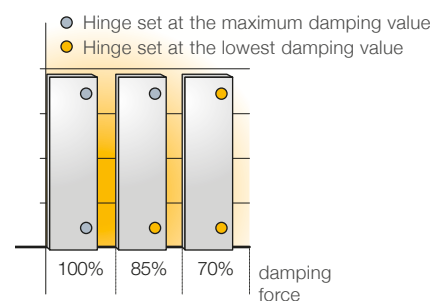 Hinge set at the maximum damping value
Hinge set at the lowest damping value
100% 85% 70% damping
force